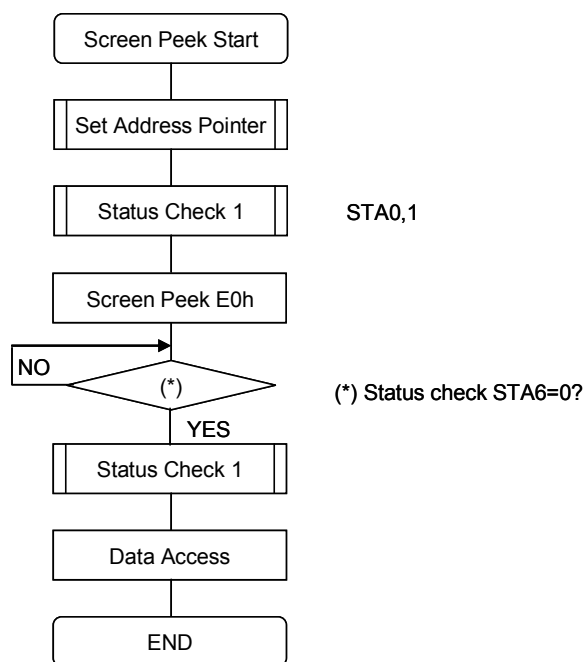 Screen Peek Start
Set Address Pointer
Status Check 1
STA0,1
Screen Peek E0h
NO
(*)
(*) Status check STA6=0?
YES
Status Check 1
Data Access
END